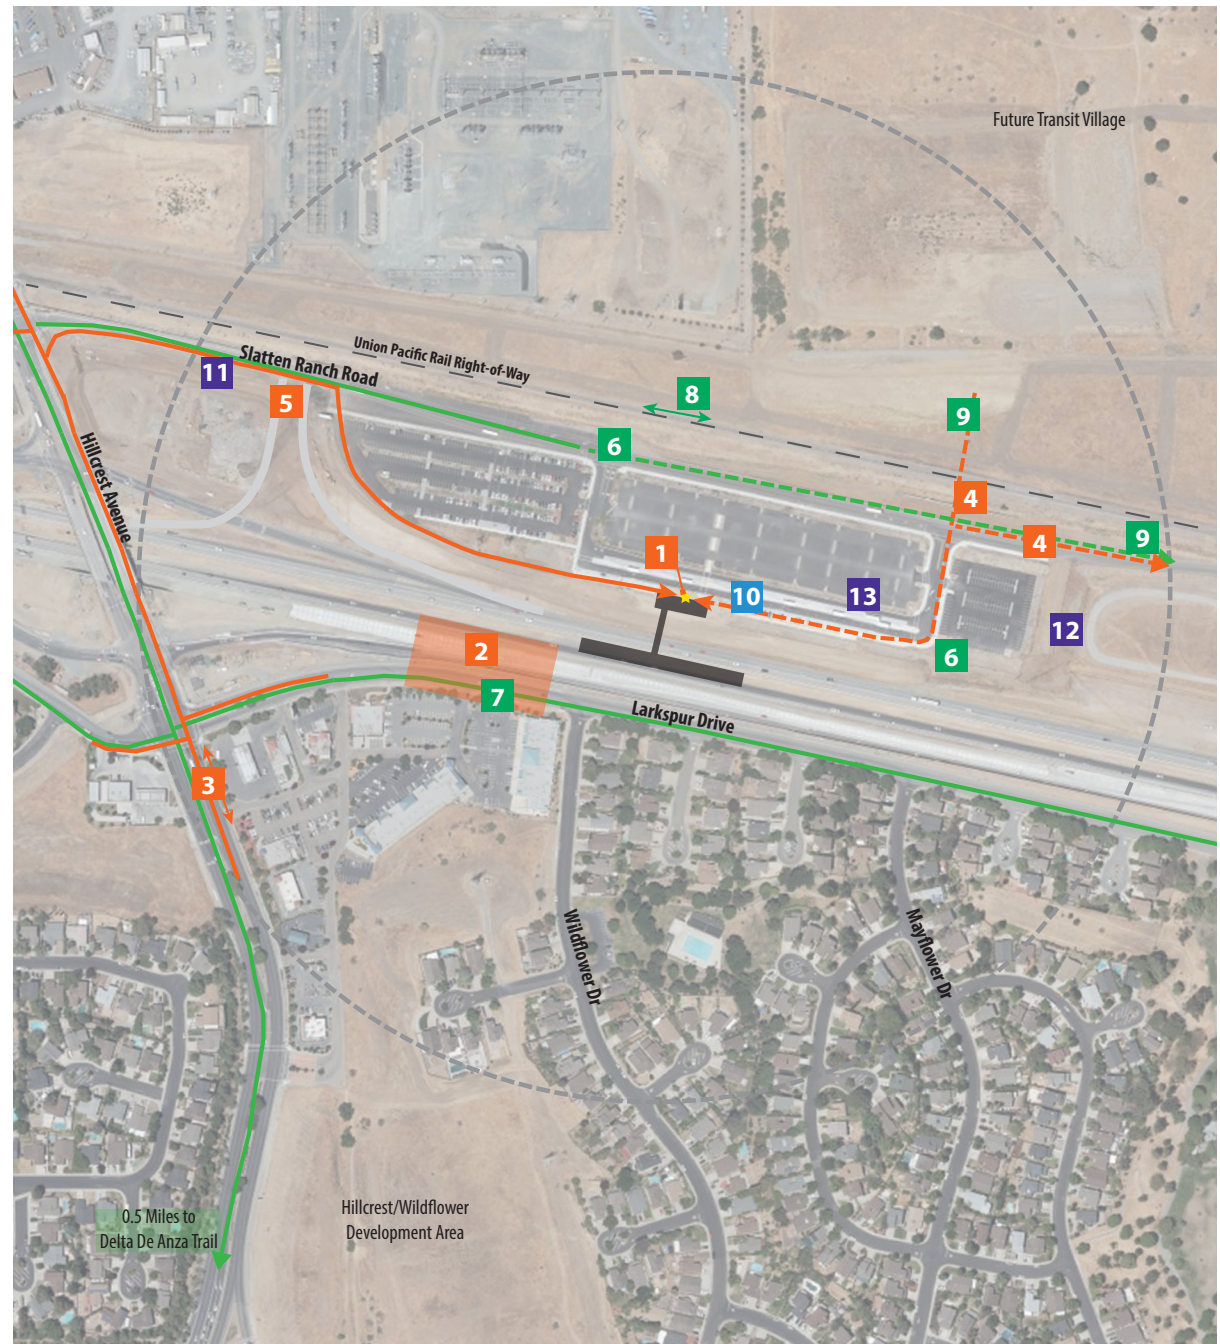 Future Transit Village
Union Pacific Rail Right-of-Way
Slatten Ranch Road
11
5
8
9
6
Hillcrest Avenue
4
4
9
1
10
13
12
2
6
7
Larkspur Drive
3
Wildflower Dr
Mayflower Dr
0.5 Miles to
Delta De Anza Trail
Hillcrest/Wildflower
Development Area